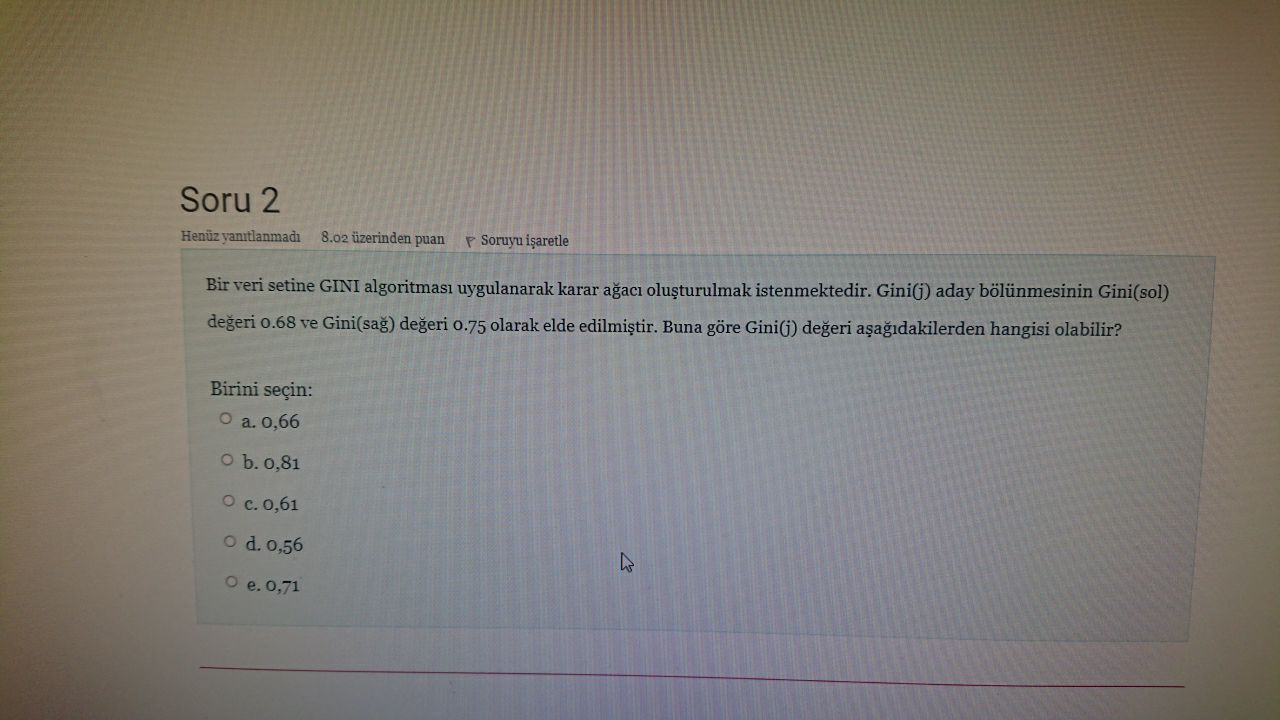 Soru 2
Henüz yanıtlanmadı 8.02 üzerinden puan Soruyu işaretle
Bir veri setine GINI algoritması uygulanarak karar ağacı oluşturulmak istenmektedir. Gini(j) aday bölünmesinin Gini(sol)
değeri 0.68 ve Gini(sağ) değeri 0.75 olarak elde edilmiştir. Buna göre Gini(j) değeri aşağıdakilerden hangisi olabilir?
Birini seçin:
a. 0,66
b. 0,81
c. 0,61
d. 0,56
e. 0,71